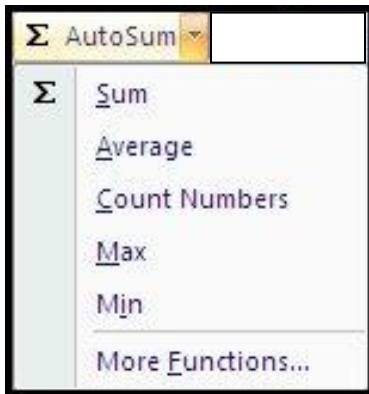 Σ AutoSum
Σ Sum
Average
Count Numbers
Max
Min
More Functions...